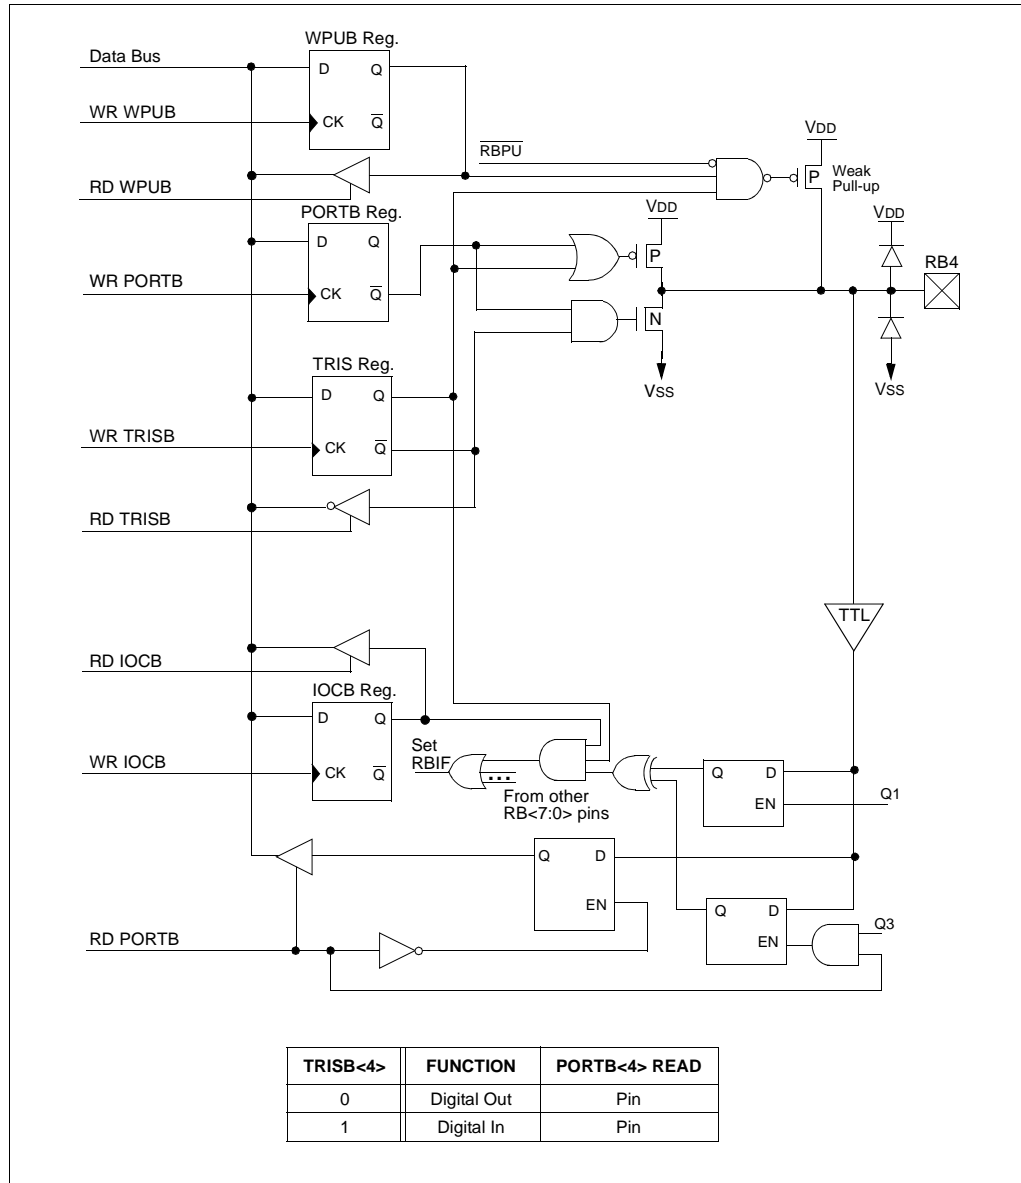 WPUB Reg.
Data Bus
D Q
WR WPUB
CK Q̅
VDD
R̅B̅P̅U̅
P
Weak
Pull-up
RD WPUB
PORTB Reg.
VDD
VDD
D Q
P
RB4
WR PORTB
CK Q̅
N
TRIS Reg.
VSS
VSS
D Q
WR TRISB
CK Q̅
RD TRISB
TTL
RD IOCB
IOCB Reg.
D Q
Set
RBIF
WR IOCB
CK Q̅
...
From other
RB<7:0> pins
Q D
EN
Q1
Q D
EN
Q D
EN
Q3
RD PORTB
TRISB<4> FUNCTION PORTB<4> READ
0 Digital Out Pin
1 Digital In Pin